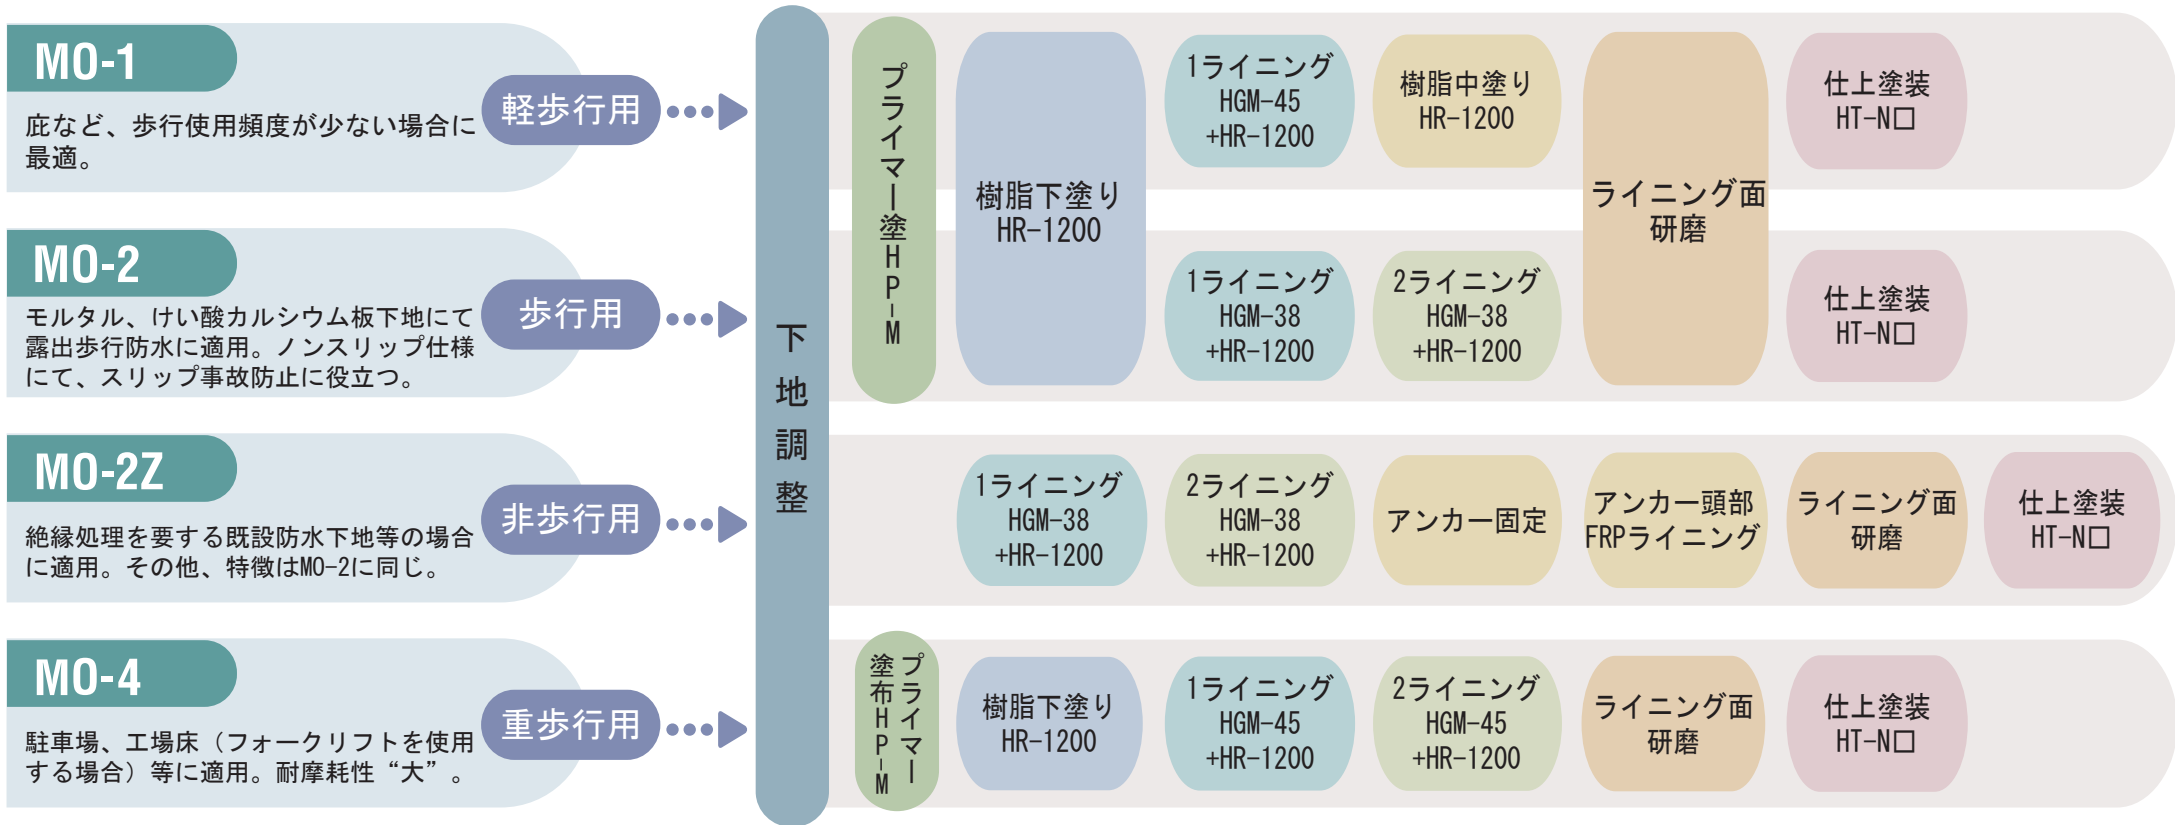 MO-1
軽歩行用
庇など、歩行使用頻度が少ない場合に
最適。
MO-2
歩行用
モルタル、けい酸カルシウム板下地にて
露出歩行防水に適用。ノンスリップ仕様
にて、スリップ事故防止に役立つ。
MO-2Z
非歩行用
絶縁処理を要する既設防水下地等の場合
に適用。その他、特徴はMO-2に同じ。
MO-4
重歩行用
駐車場、工場床(フォークリフトを使用
する場合)等に適用。耐摩耗性“大”。
下地調整
プライマー塗HP-M
樹脂下塗り
HR-1200
1ライニング
HGM-45
+HR-1200
樹脂中塗り
HR-1200
ライニング面
研磨
仕上塗装
HT-N□
1ライニング
HGM-38
+HR-1200
2ライニング
HGM-38
+HR-1200
仕上塗装
HT-N□
1ライニング
HGM-38
+HR-1200
2ライニング
HGM-38
+HR-1200
アンカー固定
アンカー頭部
FRPライニング
ライニング面
研磨
仕上塗装
HT-N□
プライマー
塗布HP-M
樹脂下塗り
HR-1200
1ライニング
HGM-45
+HR-1200
2ライニング
HGM-45
+HR-1200
ライニング面
研磨
仕上塗装
HT-N□